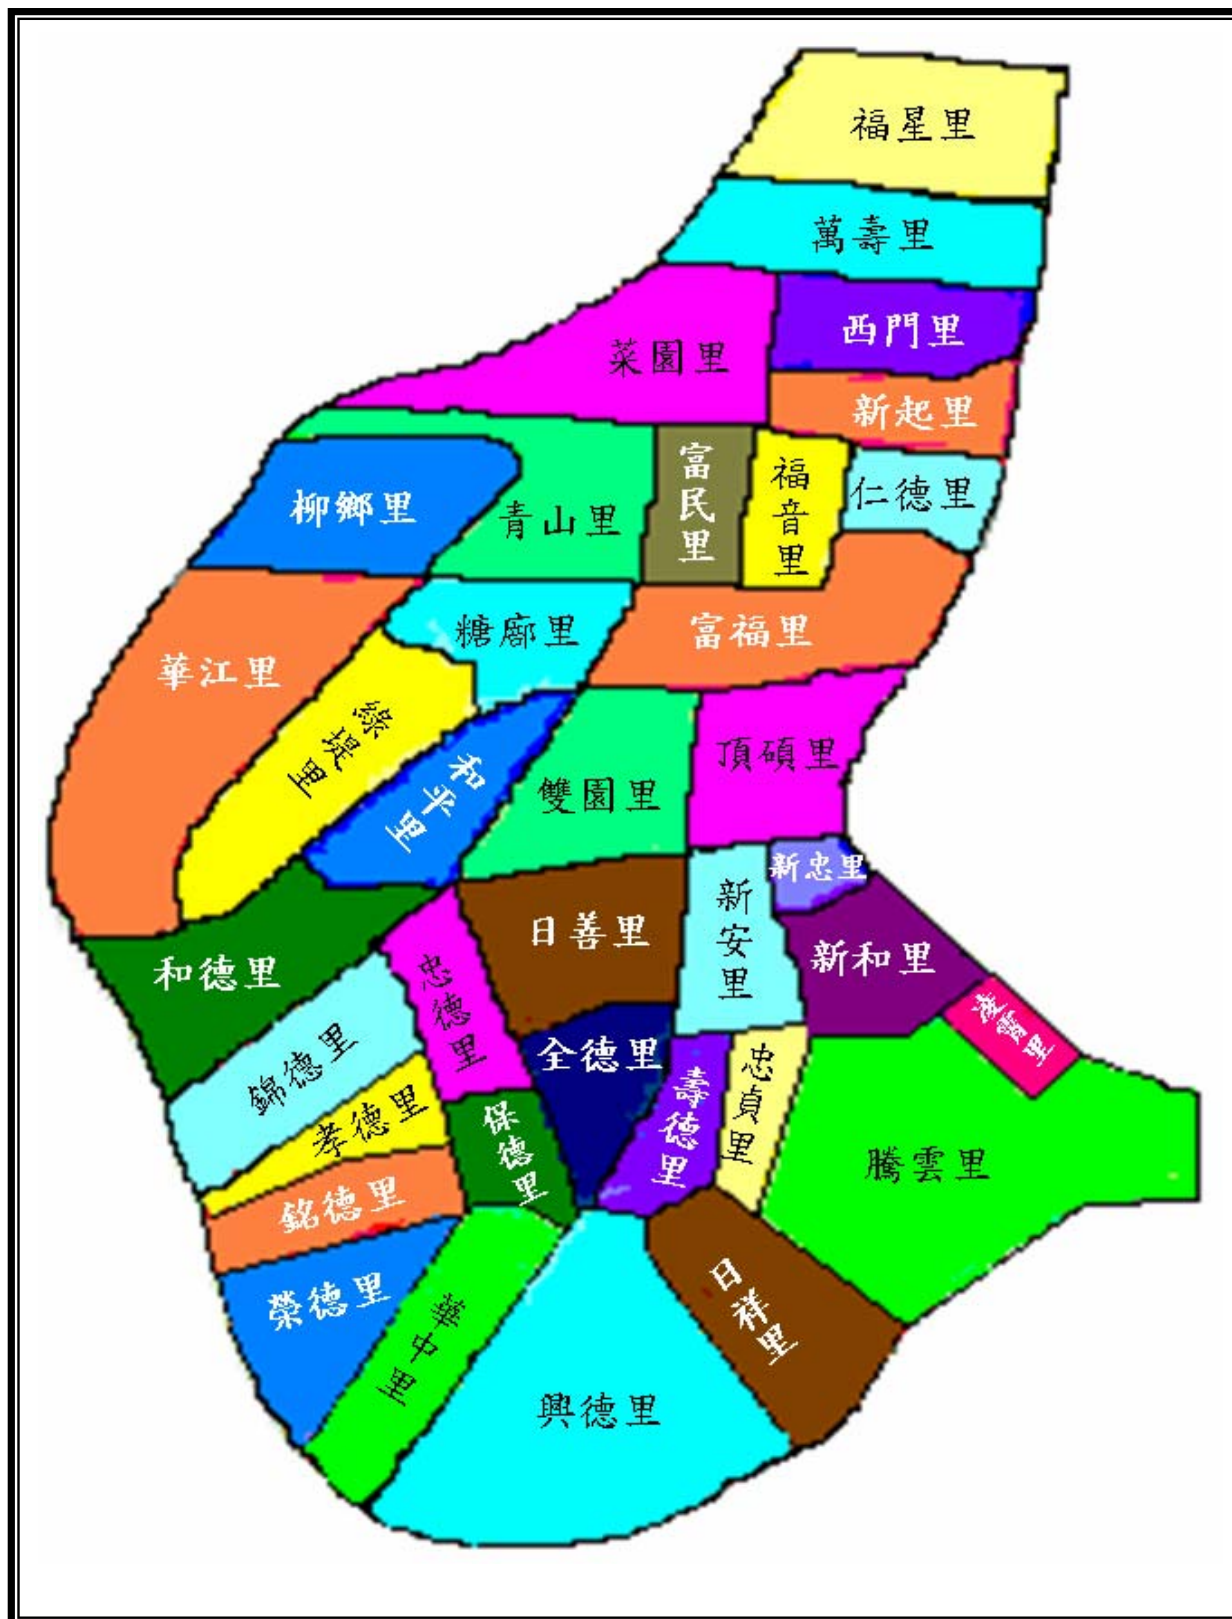 福星里
萬壽里
西門里
菜園里
新起里
富民里
福音里
仁德里
柳鄉里
青山里
糖廍里
富福里
華江里
綠堤里
和平里
雙園里
頂碩里
新忠里
日善里
新安里
新和里
和德里
忠德里
凌霄里
全德里
錦德里
孝德里
保德里
壽德里
忠貞里
騰雲里
銘德里
榮德里
華中里
日祥里
興德里